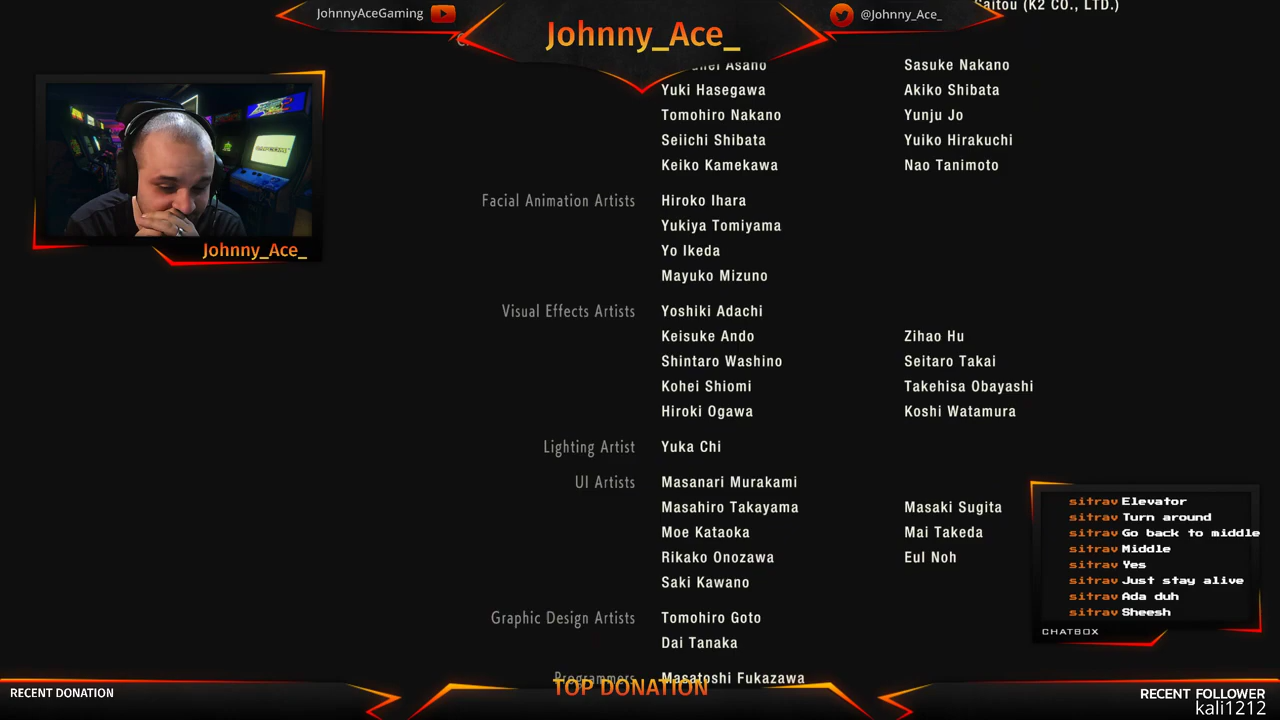 JohnnyAceGaming
Johnny_Ace_
@Johnny_Ace_
(K2 CO., LTD.)
Asano
Sasuke Nakano
Yuki Hasegawa
Akiko Shibata
Tomohiro Nakano
Yunju Jo
Seiichi Shibata
Yuiko Hirakuchi
Keiko Kamekawa
Nao Tanimoto
Johnny_Ace_
Facial Animation Artists
Hiroko Ihara
Yukiya Tomiyama
Yo Ikeda
Mayuko Mizuno
Visual Effects Artists
Yoshiki Adachi
Keisuke Ando
Zihao Hu
Shintaro Washino
Seitaro Takai
Kohei Shiomi
Takehisa Obayashi
Hiroki Ogawa
Koshi Watamura
Lighting Artist
Yuka Chi
UI Artists
Masanari Murakami
Masahiro Takayama
Masaki Sugita
Moe Kataoka
Mai Takeda
Rikako Onozawa
Eul Noh
Saki Kawano
Graphic Design Artists
Tomohiro Goto
Dai Tanaka
Programmers
Masatoshi Fukazawa
sitrav Elevator
sitrav Turn around
sitrav Go back to middle
sitrav Middle
sitrav Yes
sitrav Just stay alive
sitrav Ada duh
sitrav Sheesh
CHATBOX
RECENT DONATION
TOP DONATION
RECENT FOLLOWER
kali1212